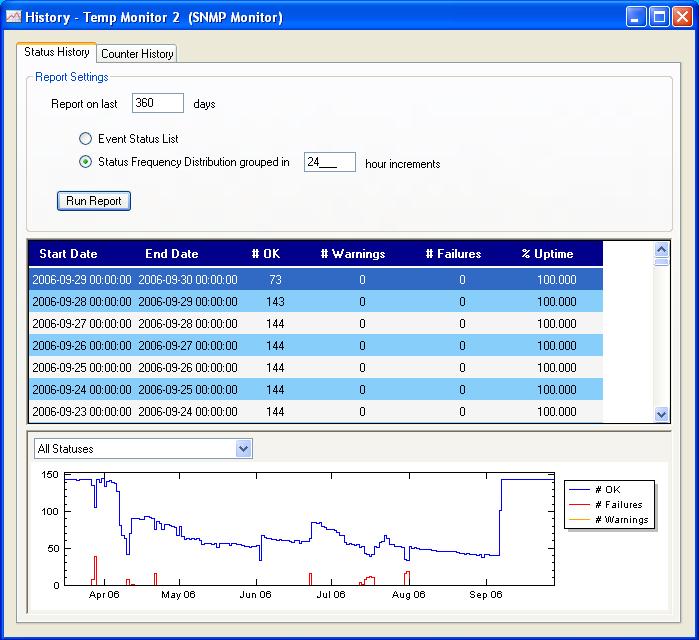 History - Temp Monitor 2 (SNMP Monitor)
Status History Counter History
Report Settings
Report on last 360 days
Event Status List
Status Frequency Distribution grouped in 24___ hour increments
Run Report
Start Date End Date # OK # Warnings # Failures % Uptime
2006-09-29 00:00:00 2006-09-30 00:00:00 73 0 0 100.000
2006-09-28 00:00:00 2006-09-29 00:00:00 143 0 0 100.000
2006-09-27 00:00:00 2006-09-28 00:00:00 144 0 0 100.000
2006-09-26 00:00:00 2006-09-27 00:00:00 144 0 0 100.000
2006-09-25 00:00:00 2006-09-26 00:00:00 144 0 0 100.000
2006-09-24 00:00:00 2006-09-25 00:00:00 144 0 0 100.000
2006-09-23 00:00:00 2006-09-24 00:00:00 144 0 0 100.000
All Statuses
150
100
50
0
Apr 06 May 06 Jun 06 Jul 06 Aug 06 Sep 06
# OK
# Failures
# Warnings